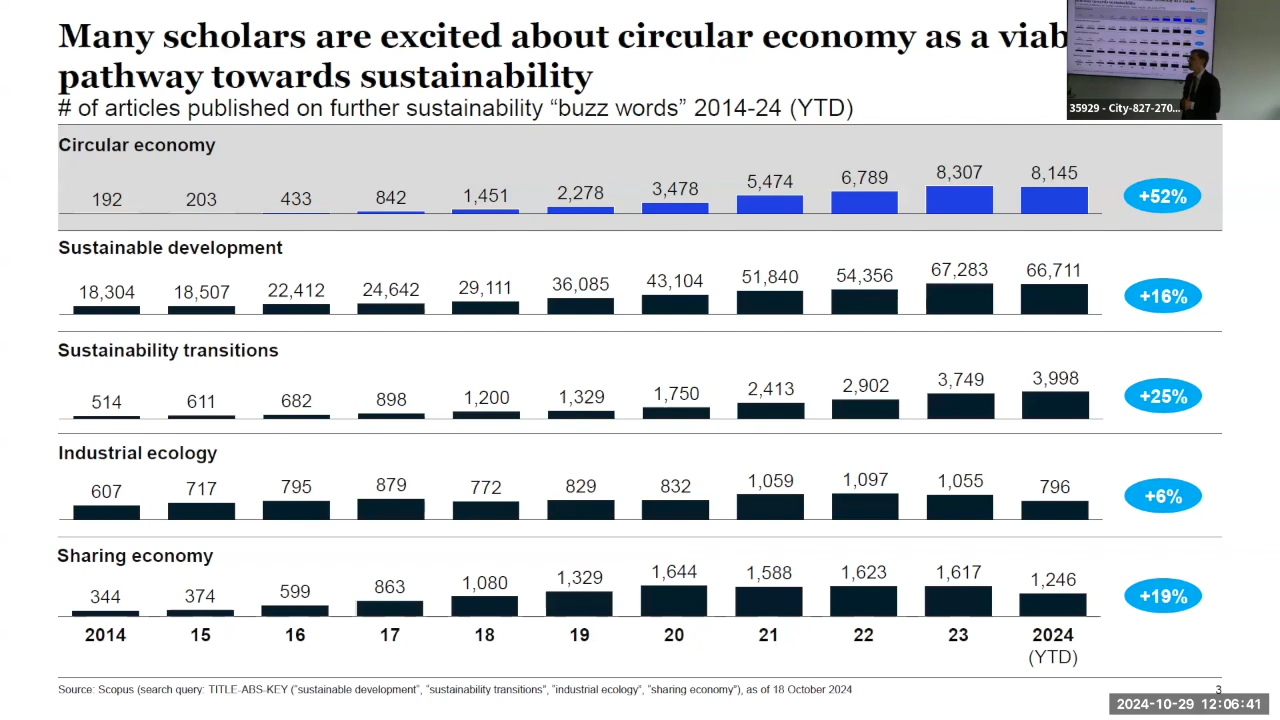 Many scholars are excited about circular economy as a viab
pathway towards sustainability
# of articles published on further sustainability “buzz words” 2014-24 (YTD)
35929 - City-827-270...
Circular economy
192 203 433 842 1,451 2,278 3,478 5,474 6,789 8,307 8,145
+52%
Sustainable development
18,304 18,507 22,412 24,642 29,111 36,085 43,104 51,840 54,356 67,283 66,711
+16%
Sustainability transitions
514 611 682 898 1,200 1,329 1,750 2,413 2,902 3,749 3,998
+25%
Industrial ecology
607 717 795 879 772 829 832 1,059 1,097 1,055 796
+6%
Sharing economy
344 374 599 863 1,080 1,329 1,644 1,588 1,623 1,617 1,246
+19%
2014 15 16 17 18 19 20 21 22 23 2024
(YTD)
Source: Scopus (search query: TITLE-ABS-KEY ("sustainable development", "sustainability transitions", "industrial ecology", "sharing economy"), as of 18 October 2024
3
2024-10-29 12:06:41